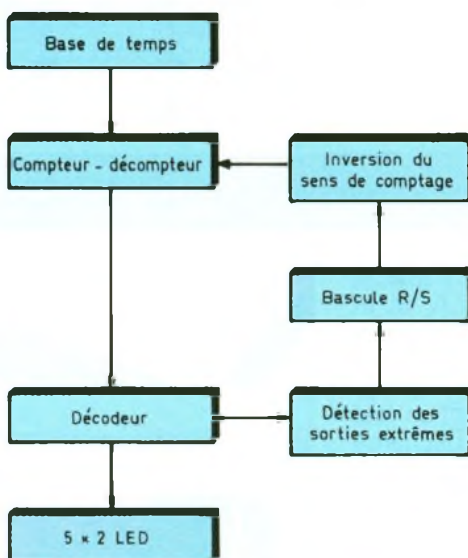 Base de temps
Compteur - décompteur
Inversion du
sens de comptage
Bascule R/S
Décodeur
Détection des
sorties extrêmes
5 × 2 LED